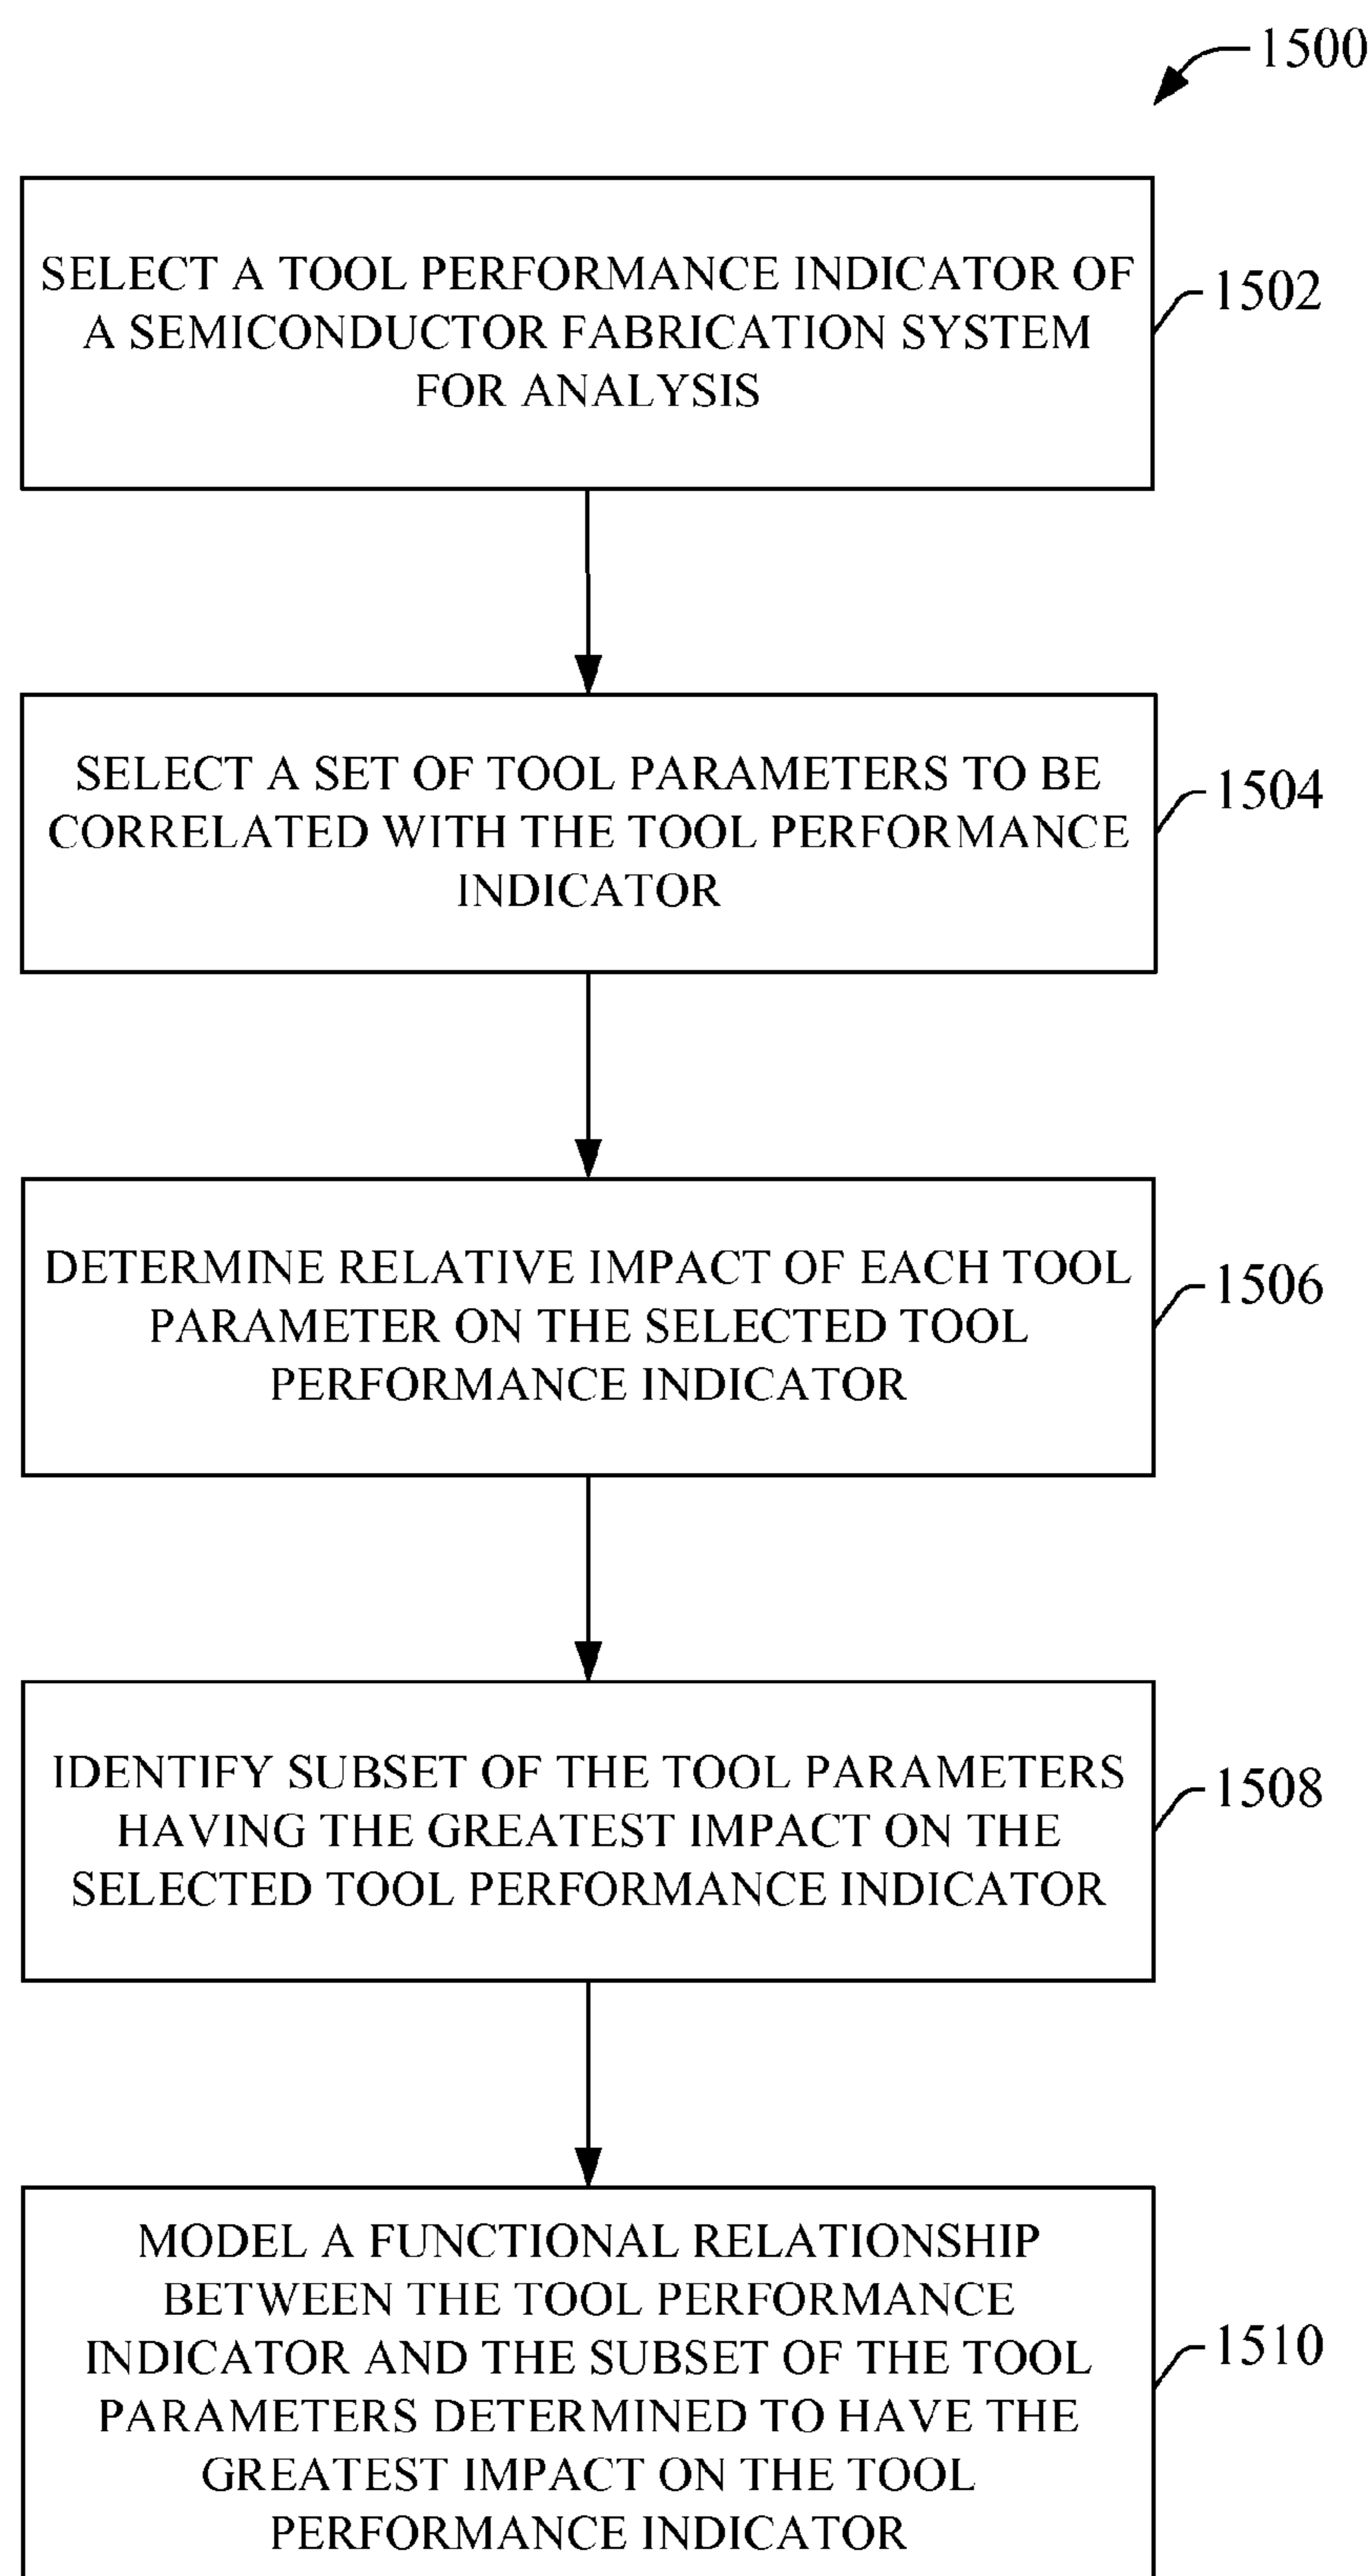 1500
SELECT A TOOL PERFORMANCE INDICATOR OF
A SEMICONDUCTOR FABRICATION SYSTEM
FOR ANALYSIS
1502
SELECT A SET OF TOOL PARAMETERS TO BE
CORRELATED WITH THE TOOL PERFORMANCE
INDICATOR
1504
DETERMINE RELATIVE IMPACT OF EACH TOOL
PARAMETER ON THE SELECTED TOOL
PERFORMANCE INDICATOR
1506
IDENTIFY SUBSET OF THE TOOL PARAMETERS
HAVING THE GREATEST IMPACT ON THE
SELECTED TOOL PERFORMANCE INDICATOR
1508
MODEL A FUNCTIONAL RELATIONSHIP
BETWEEN THE TOOL PERFORMANCE
INDICATOR AND THE SUBSET OF THE TOOL
PARAMETERS DETERMINED TO HAVE THE
GREATEST IMPACT ON THE TOOL
PERFORMANCE INDICATOR
1510